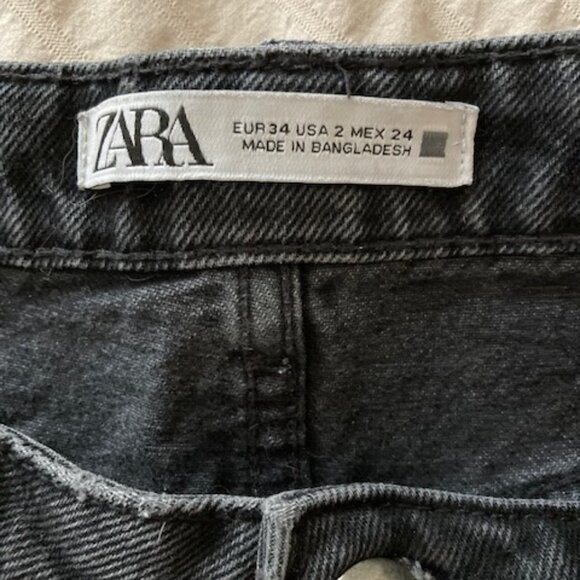 ZARA
EUR 34 USA 2 MEX 24
MADE IN BANGLADESH